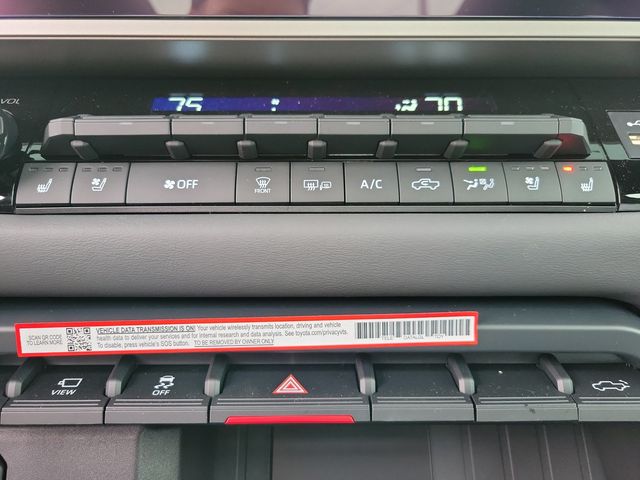 VOL
75 70
OFF FRONT A/C
SCAN QR CODE
TO LEARN MORE
VEHICLE DATA TRANSMISSION IS ON! Your vehicle wirelessly transmits location, driving and vehicle
health data to deliver your services and for internal research and data analysis. See toyota.com/privacyvts.
To disable, press vehicle's SOS button. TO BE REMOVED BY OWNER ONLY
VIEW OFF